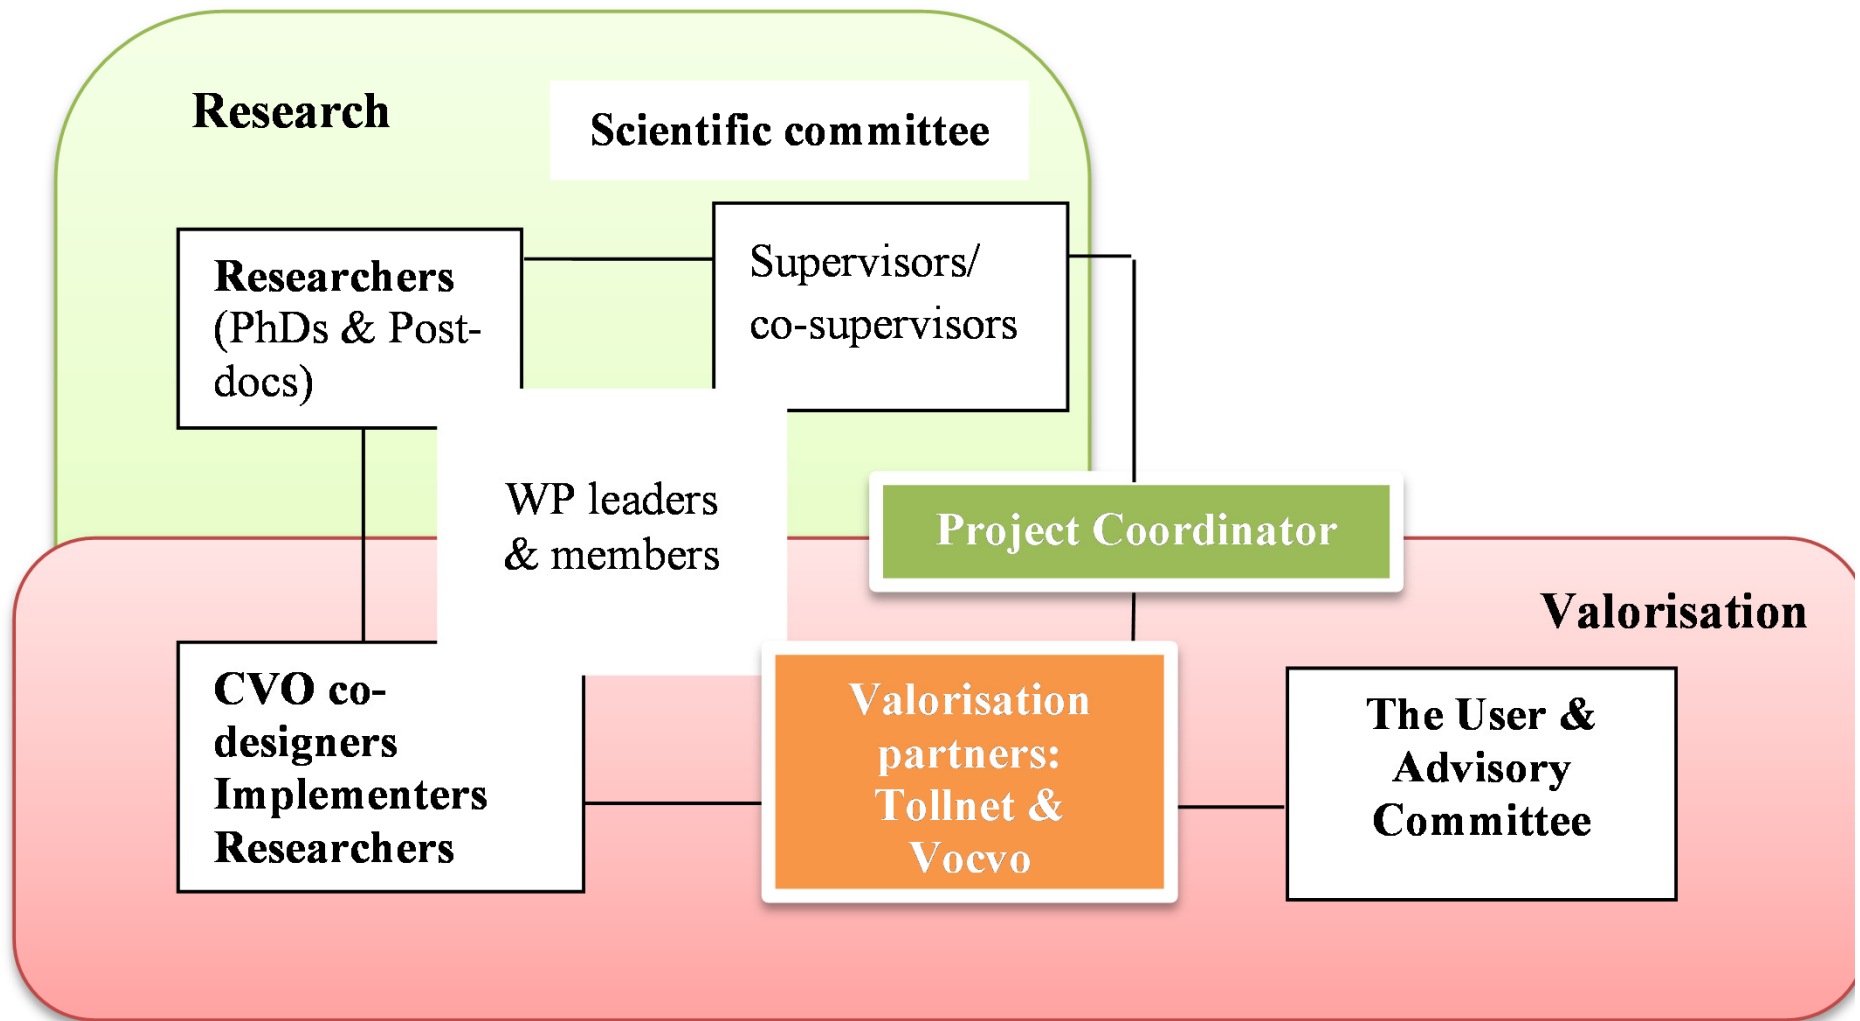 Research
Scientific committee
Researchers
(PhDs & Post-
docs)
Supervisors/
co-supervisors
WP leaders
& members
Project Coordinator
Valorisation
CVO co-
designers
Implementers
Researchers
Valorisation
partners:
Tollnet &
Vocvo
The User &
Advisory
Committee